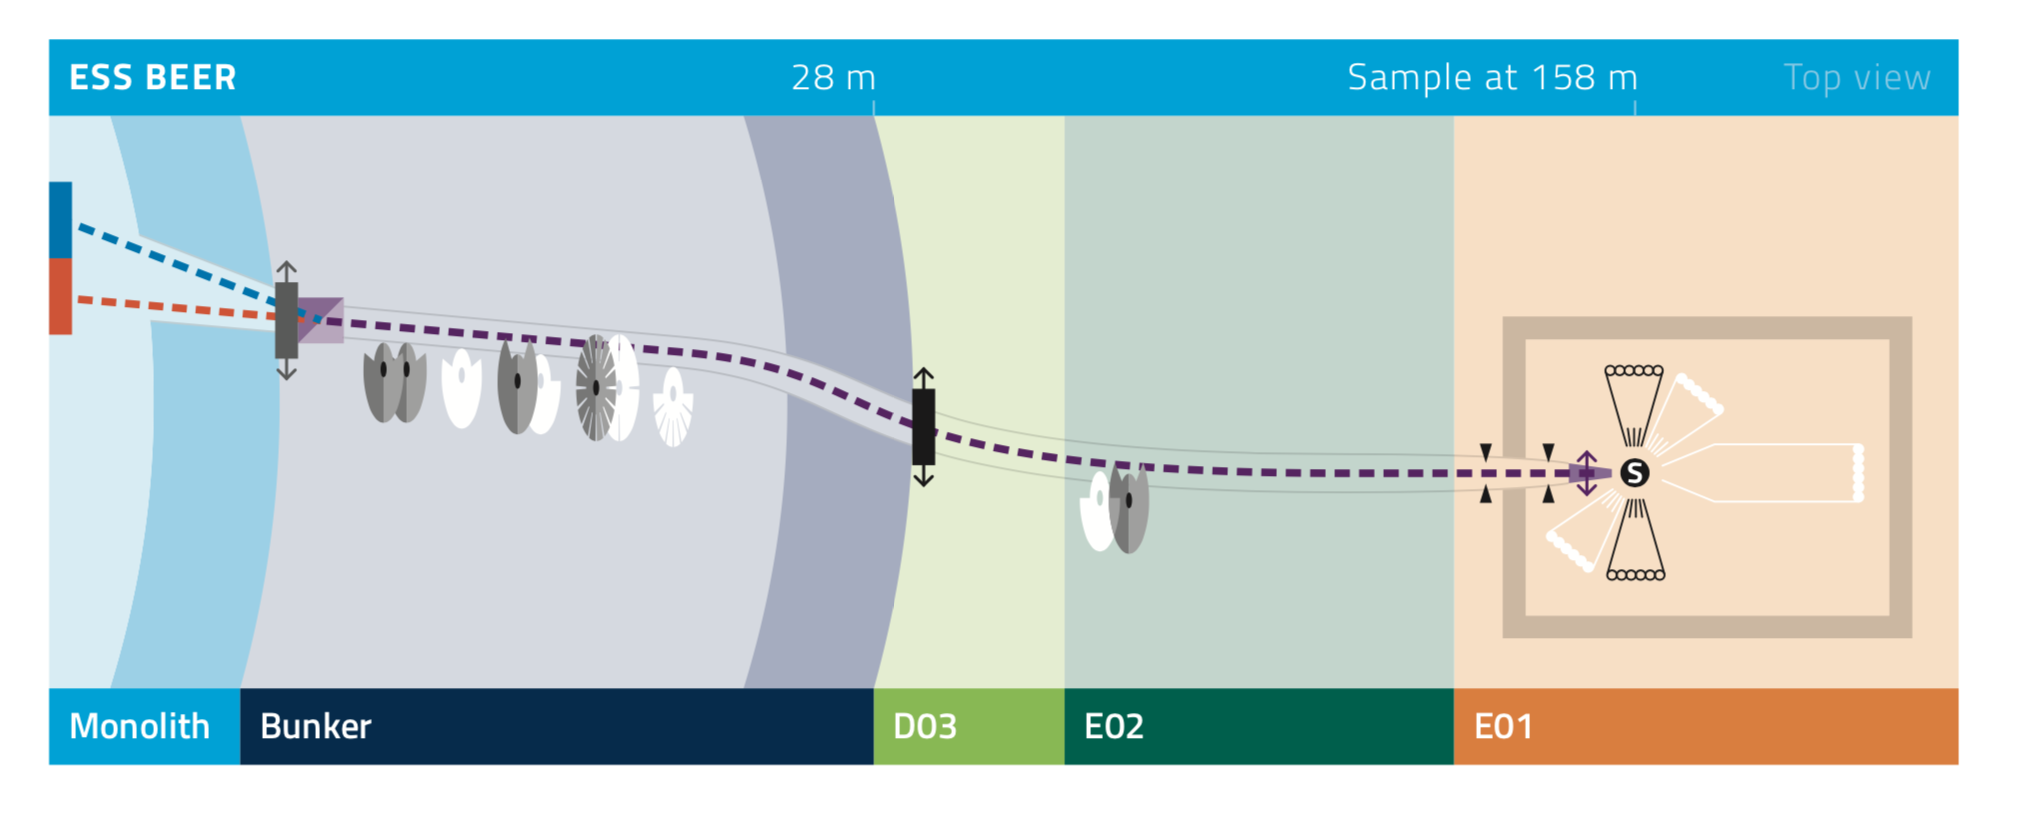 ESS BEER
28 m
Sample at 158 m
Top view
S
Monolith
Bunker
D03
E02
E01